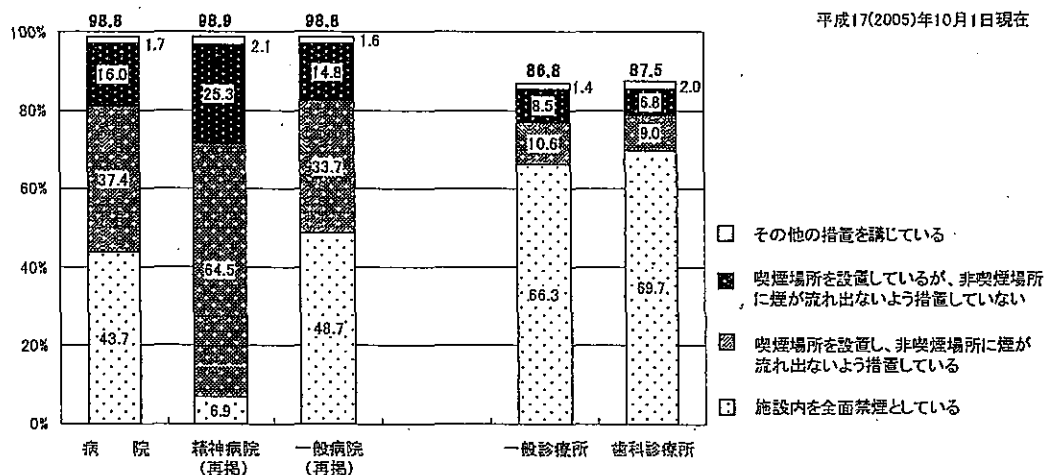 平成17(2005)年10月1日現在
98.8 98.9 98.8 86.8 87.5
100%
80%
60%
40%
20%
0%
1.7
16.0
37.4
43.7
2.1
25.3
64.5
6.9
1.6
14.8
33.7
48.7
1.4
8.5
10.6
66.3
2.0
6.8
9.0
69.7
病 院
精神病院
(再掲)
一般病院
(再掲)
一般診療所
歯科診療所
その他の措置を講じている
喫煙場所を設置しているが、非喫煙場所
に煙が流れ出ないよう措置していない
喫煙場所を設置し、非喫煙場所に煙が
流れ出ないよう措置している
施設内を全面禁煙としている